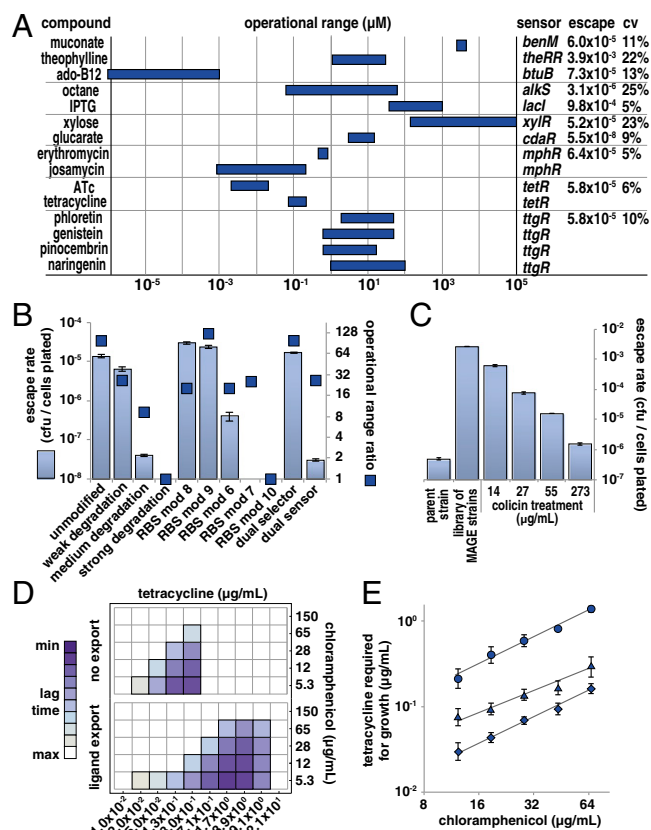 A
compound operational range (µM) sensor escape cv
muconate benM 6.0x10-5 11%
theophylline theRR 3.9x10-3 22%
ado-B12 btuB 7.3x10-5 13%
octane alkS 3.1x10-6 25%
IPTG lacI 9.8x10-4 5%
xylose xylR 5.2x10-5 23%
glucarate cdaR 5.5x10-8 9%
erythromycin mphR 6.4x10-5 5%
josamycin mphR
ATc tetR 5.8x10-5 6%
tetracycline tetR
phloretin ttgR 5.8x10-5 10%
genistein ttgR
pinocembrin ttgR
naringenin ttgR
10-5 10-3 10-1 101 103 105
B
escape rate
(cfu / cells plated)
10-4
10-5
10-6
10-7
10-8
128
64
32
16
8
4
2
1
operational range ratio
unmodified
weak degradation
medium degradation
strong degradation
RBS mod 8
RBS mod 9
RBS mod 6
RBS mod 7
RBS mod 10
dual selector
dual sensor
C
10-2
10-3
10-4
10-5
10-6
10-7
escape rate
(cfu / cells plated)
parent
strain
library of
MAGE strains
14 27 55 273
colicin treatment
(µg/mL)
D
tetracycline (µg/mL)
min
lag
time
max
no export
150
65
28
12
5.3
ligand export
150
65
28
12
5.3
chloramphenicol (µg/mL)
E
tetracycline required
for growth (µg/mL)
100
10-1
10-2
8 16 32 64
chloramphenicol (µg/mL)